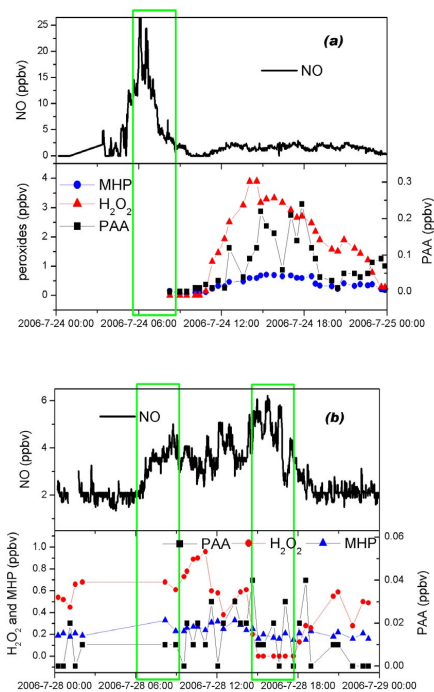 (a)
NO
NO (ppbv)
25
20
15
10
5
0
MHP
H₂O₂
PAA
peroxides (ppbv)
4
3
2
1
0
PAA (ppbv)
0.3
0.2
0.1
0.0
2006-7-24 00:00 2006-7-24 06:00 2006-7-24 12:00 2006-7-24 18:00 2006-7-25 00:00
(b)
NO
NO (ppbv)
6
4
2
PAA H₂O₂ MHP
H₂O₂ and MHP (ppbv)
1.0
0.8
0.6
0.4
0.2
0.0
PAA (ppbv)
0.06
0.04
0.02
0.00
2006-7-28 00:00 2006-7-28 06:00 2006-7-28 12:00 2006-7-28 18:00 2006-7-29 00:00